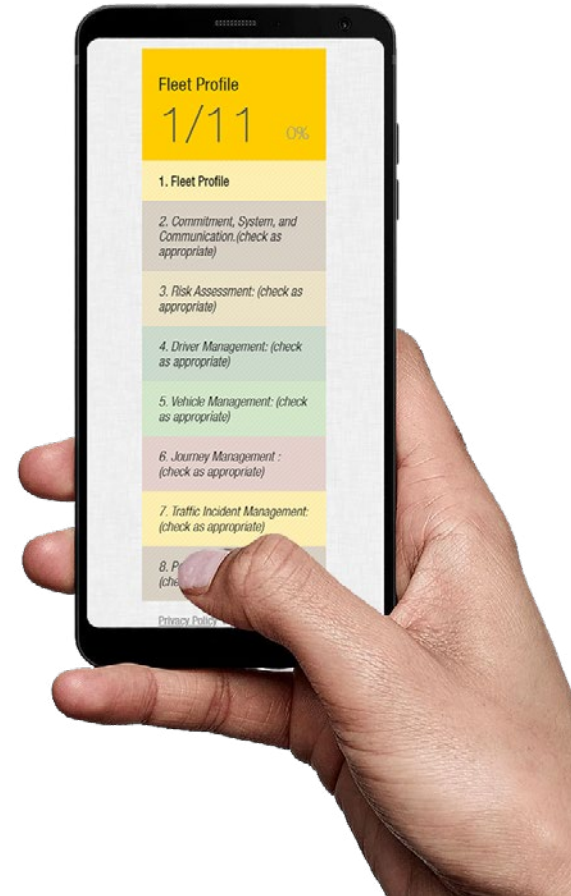 Fleet Profile
1/11 0%
1. Fleet Profile
2. Commitment, System, and
Communication.(check as
appropriate)
3. Risk Assessment: (check as
appropriate)
4. Driver Management: (check
as appropriate)
5. Vehicle Management: (check
as appropriate)
6. Journey Management :
(check as appropriate)
7. Traffic Incident Management:
(check as appropriate)
8.
Privacy Policy